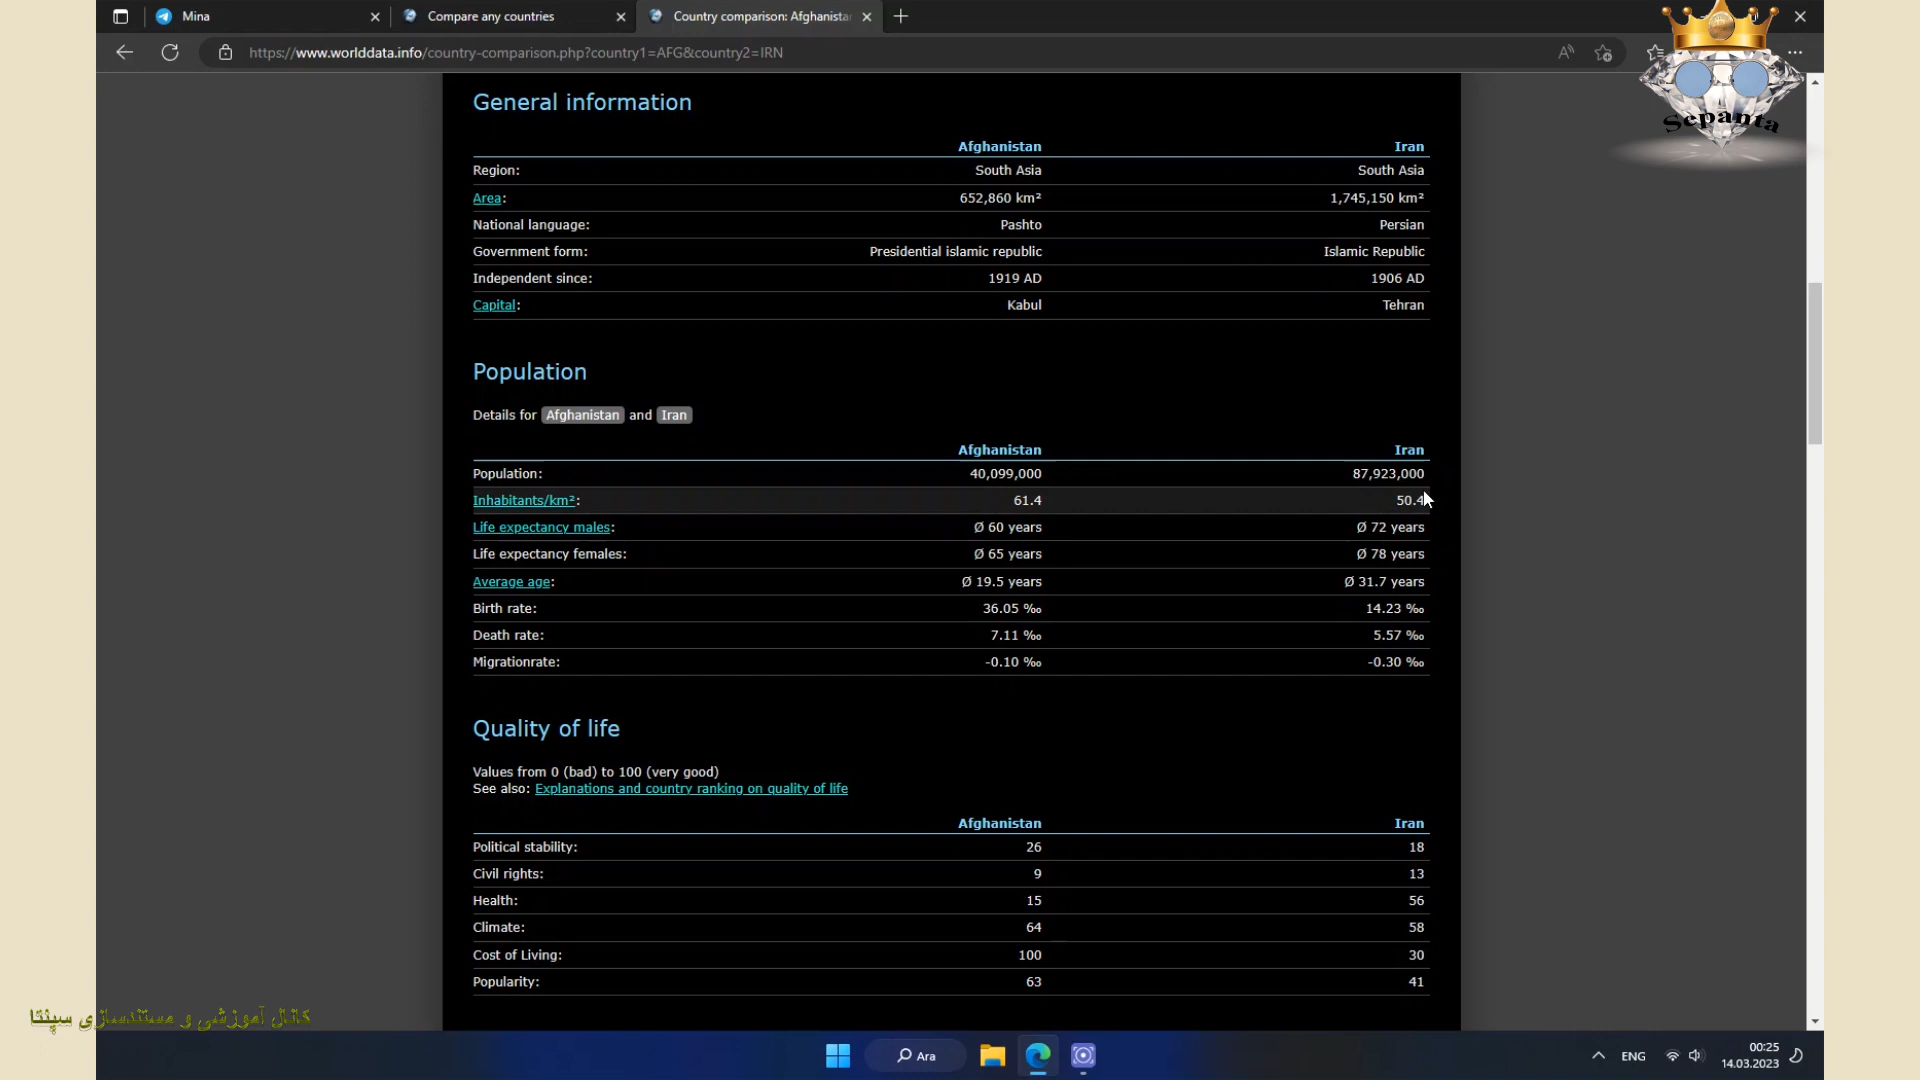 Mina
Compare any countries
Country comparison: Afghanista
https://www.worlddata.info/country-comparison.php?country1=AFG&country2=IRN
Sepanta
General information
Afghanistan Iran
Region: South Asia South Asia
Area: 652,860 km² 1,745,150 km²
National language: Pashto Persian
Government form: Presidential islamic republic Islamic Republic
Independent since: 1919 AD 1906 AD
Capital: Kabul Tehran
Population
Details for Afghanistan and Iran
Afghanistan Iran
Population: 40,099,000 87,923,000
Inhabitants/km²: 61.4 50.4
Life expectancy males: Ø 60 years Ø 72 years
Life expectancy females: Ø 65 years Ø 78 years
Average age: Ø 19.5 years Ø 31.7 years
Birth rate: 36.05 ‰ 14.23 ‰
Death rate: 7.11 ‰ 5.57 ‰
Migrationrate: -0.10 ‰ -0.30 ‰
Quality of life
Values from 0 (bad) to 100 (very good)
See also: Explanations and country ranking on quality of life
Afghanistan Iran
Political stability: 26 18
Civil rights: 9 13
Health: 15 56
Climate: 64 58
Cost of Living: 100 30
Popularity: 63 41
کانال آموزشی و مستندسازی سپنتا
Ara
ENG
00:25
14.03.2023